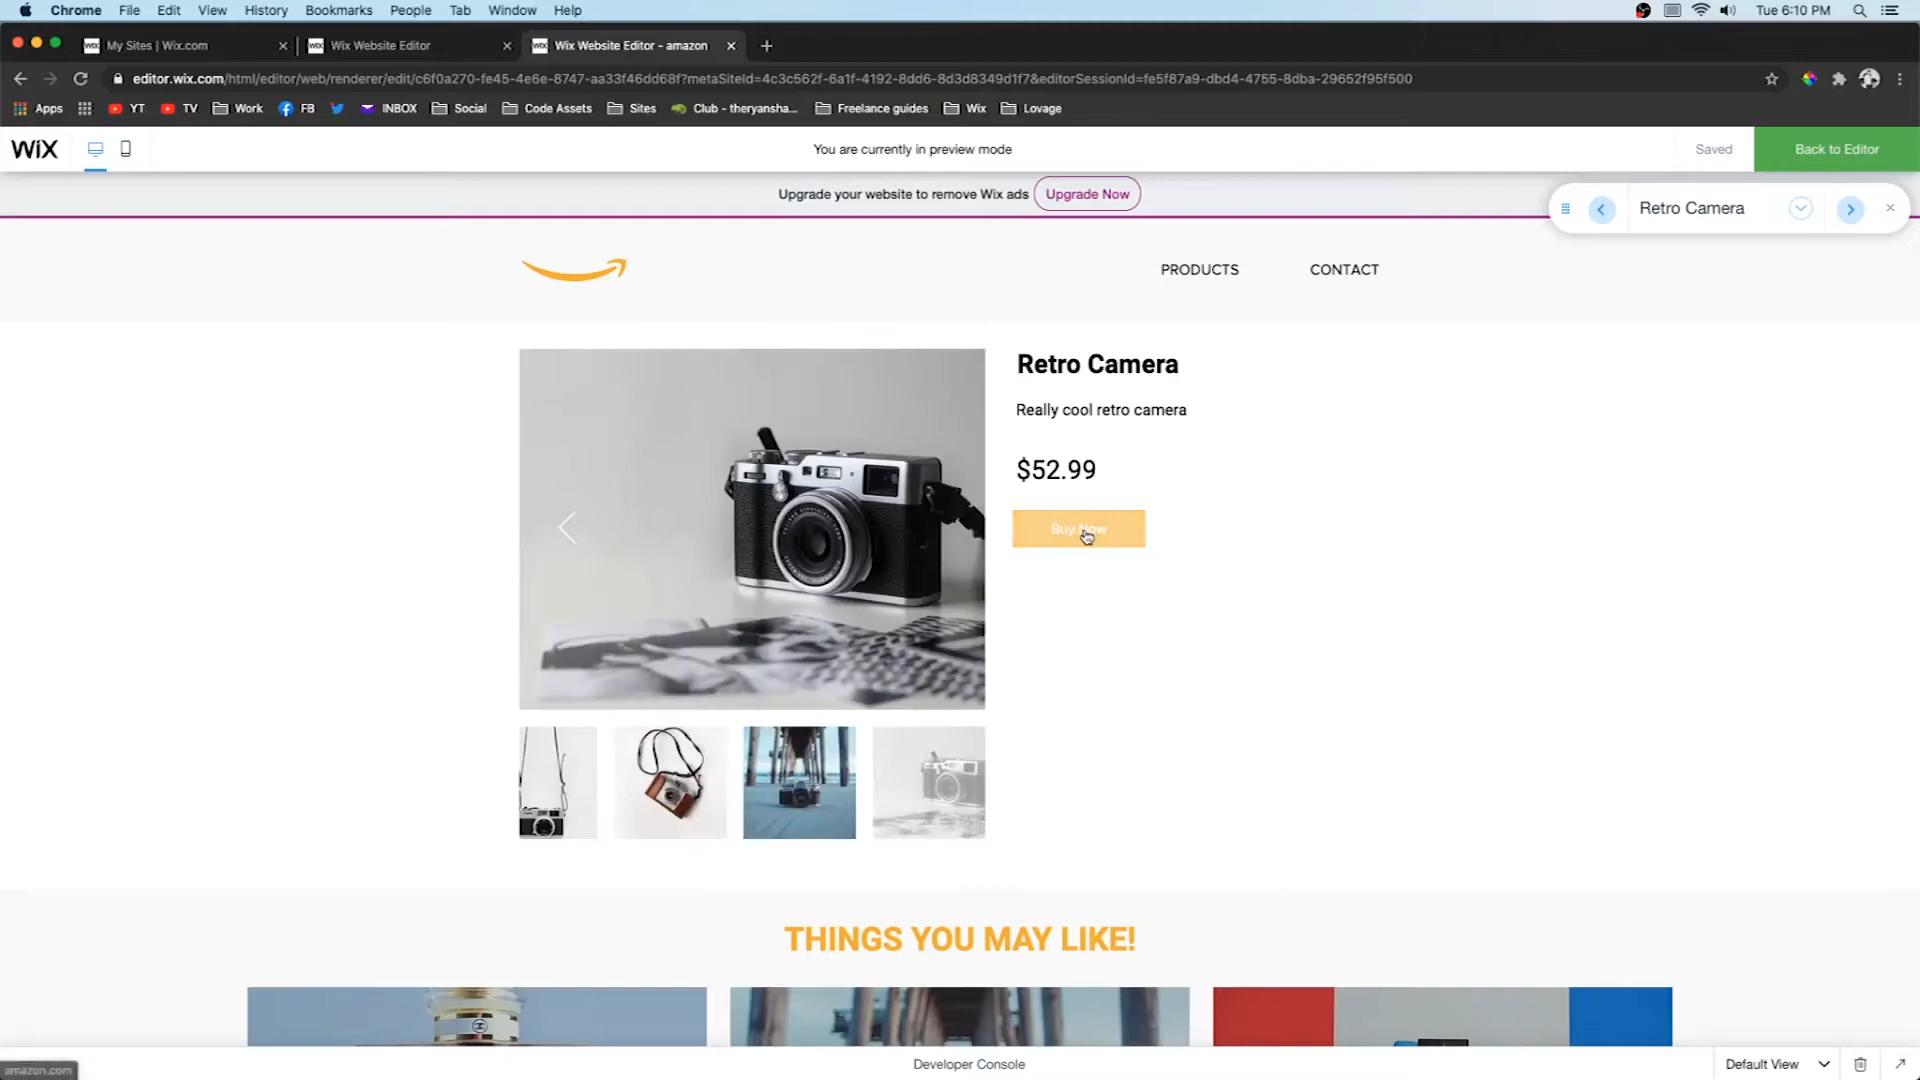 Chrome File Edit View History Bookmarks People Tab Window Help
Tue 6:10 PM
My Sites | Wix.com
Wix Website Editor
Wix Website Editor - amazon
editor.wix.com/html/editor/web/renderer/edit/c6f0a270-fe45-4e6e-8747-aa33f46dd68f?metaSiteId=4c3c562f-6a1f-4192-8dd6-8d3d8349d1f7&editorSessionId=fe5f87a9-dbd4-4755-8dba-29652f95f500
Apps YT TV Work FB INBOX Social Code Assets Sites Club - theryansha... Freelance guides Wix Lovage
WiX
You are currently in preview mode
Saved
Back to Editor
Upgrade your website to remove Wix ads Upgrade Now
Retro Camera
PRODUCTS CONTACT
Retro Camera
Really cool retro camera
$52.99
Buy Now
THINGS YOU MAY LIKE!
amazon.com
Developer Console
Default View